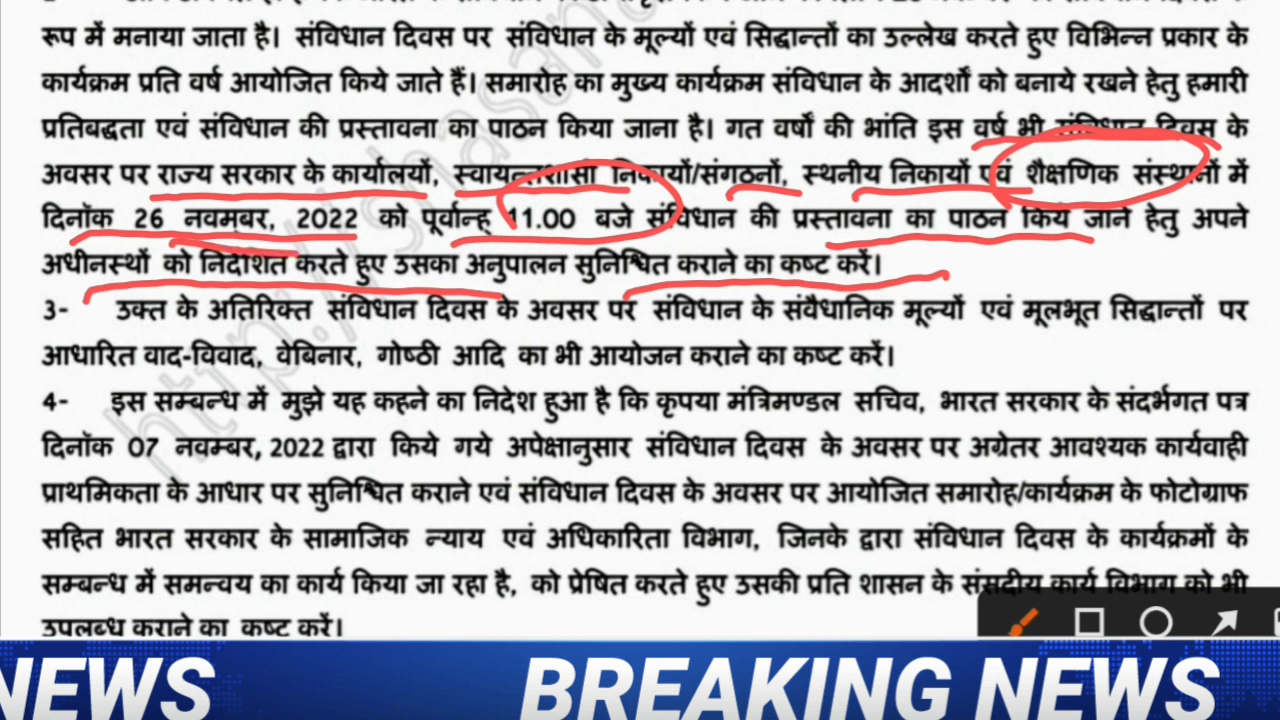 रूप में मनाया जाता है। संविधान दिवस पर संविधान के मूल्यों एवं सिद्धान्तों का उल्लेख करते हुए विभिन्न प्रकार के
कार्यक्रम प्रति वर्ष आयोजित किये जाते हैं। समारोह का मुख्य कार्यक्रम संविधान के आदर्शों को बनाये रखने हेतु हमारी
प्रतिबद्धता एवं संविधान की प्रस्तावना का पाठन किया जाना है। गत वर्षों की भांति इस वर्ष भी संविधान दिवस के
अवसर पर राज्य सरकार के कार्यालयों, स्वायत्तशासी निकायों/संगठनों, स्थनीय निकायों एवं शैक्षणिक संस्थानों में
दिनॉक 26 नवम्बर, 2022 को पूर्वान्ह 11.00 बजे संविधान की प्रस्तावना का पाठन किये जाने हेतु अपने
अधीनस्थों को निर्देशित करते हुए उसका अनुपालन सुनिश्चित कराने का कष्ट करें।
3- उक्त के अतिरिक्त संविधान दिवस के अवसर पर संविधान के संवैधानिक मूल्यों एवं मूलभूत सिद्धान्तों पर
आधारित वाद-विवाद, वेबिनार, गोष्ठी आदि का भी आयोजन कराने का कष्ट करें।
4- इस सम्बन्ध में मुझे यह कहने का निदेश हुआ है कि कृपया मंत्रिमण्डल सचिव, भारत सरकार के संदर्भगत पत्र
दिनॉक 07 नवम्बर, 2022 द्वारा किये गये अपेक्षानुसार संविधान दिवस के अवसर पर अग्रेतर आवश्यक कार्यवाही
प्राथमिकता के आधार पर सुनिश्चित कराने एवं संविधान दिवस के अवसर पर आयोजित समारोह/कार्यक्रम के फोटोग्राफ
सहित भारत सरकार के सामाजिक न्याय एवं अधिकारिता विभाग, जिनके द्वारा संविधान दिवस के कार्यक्रमों के
सम्बन्ध में समन्वय का कार्य किया जा रहा है, को प्रेषित करते हुए उसकी प्रति शासन के संसदीय कार्य विभाग को भी
उपलब्ध कराने का कष्ट करें।
NEWS BREAKING NEWS